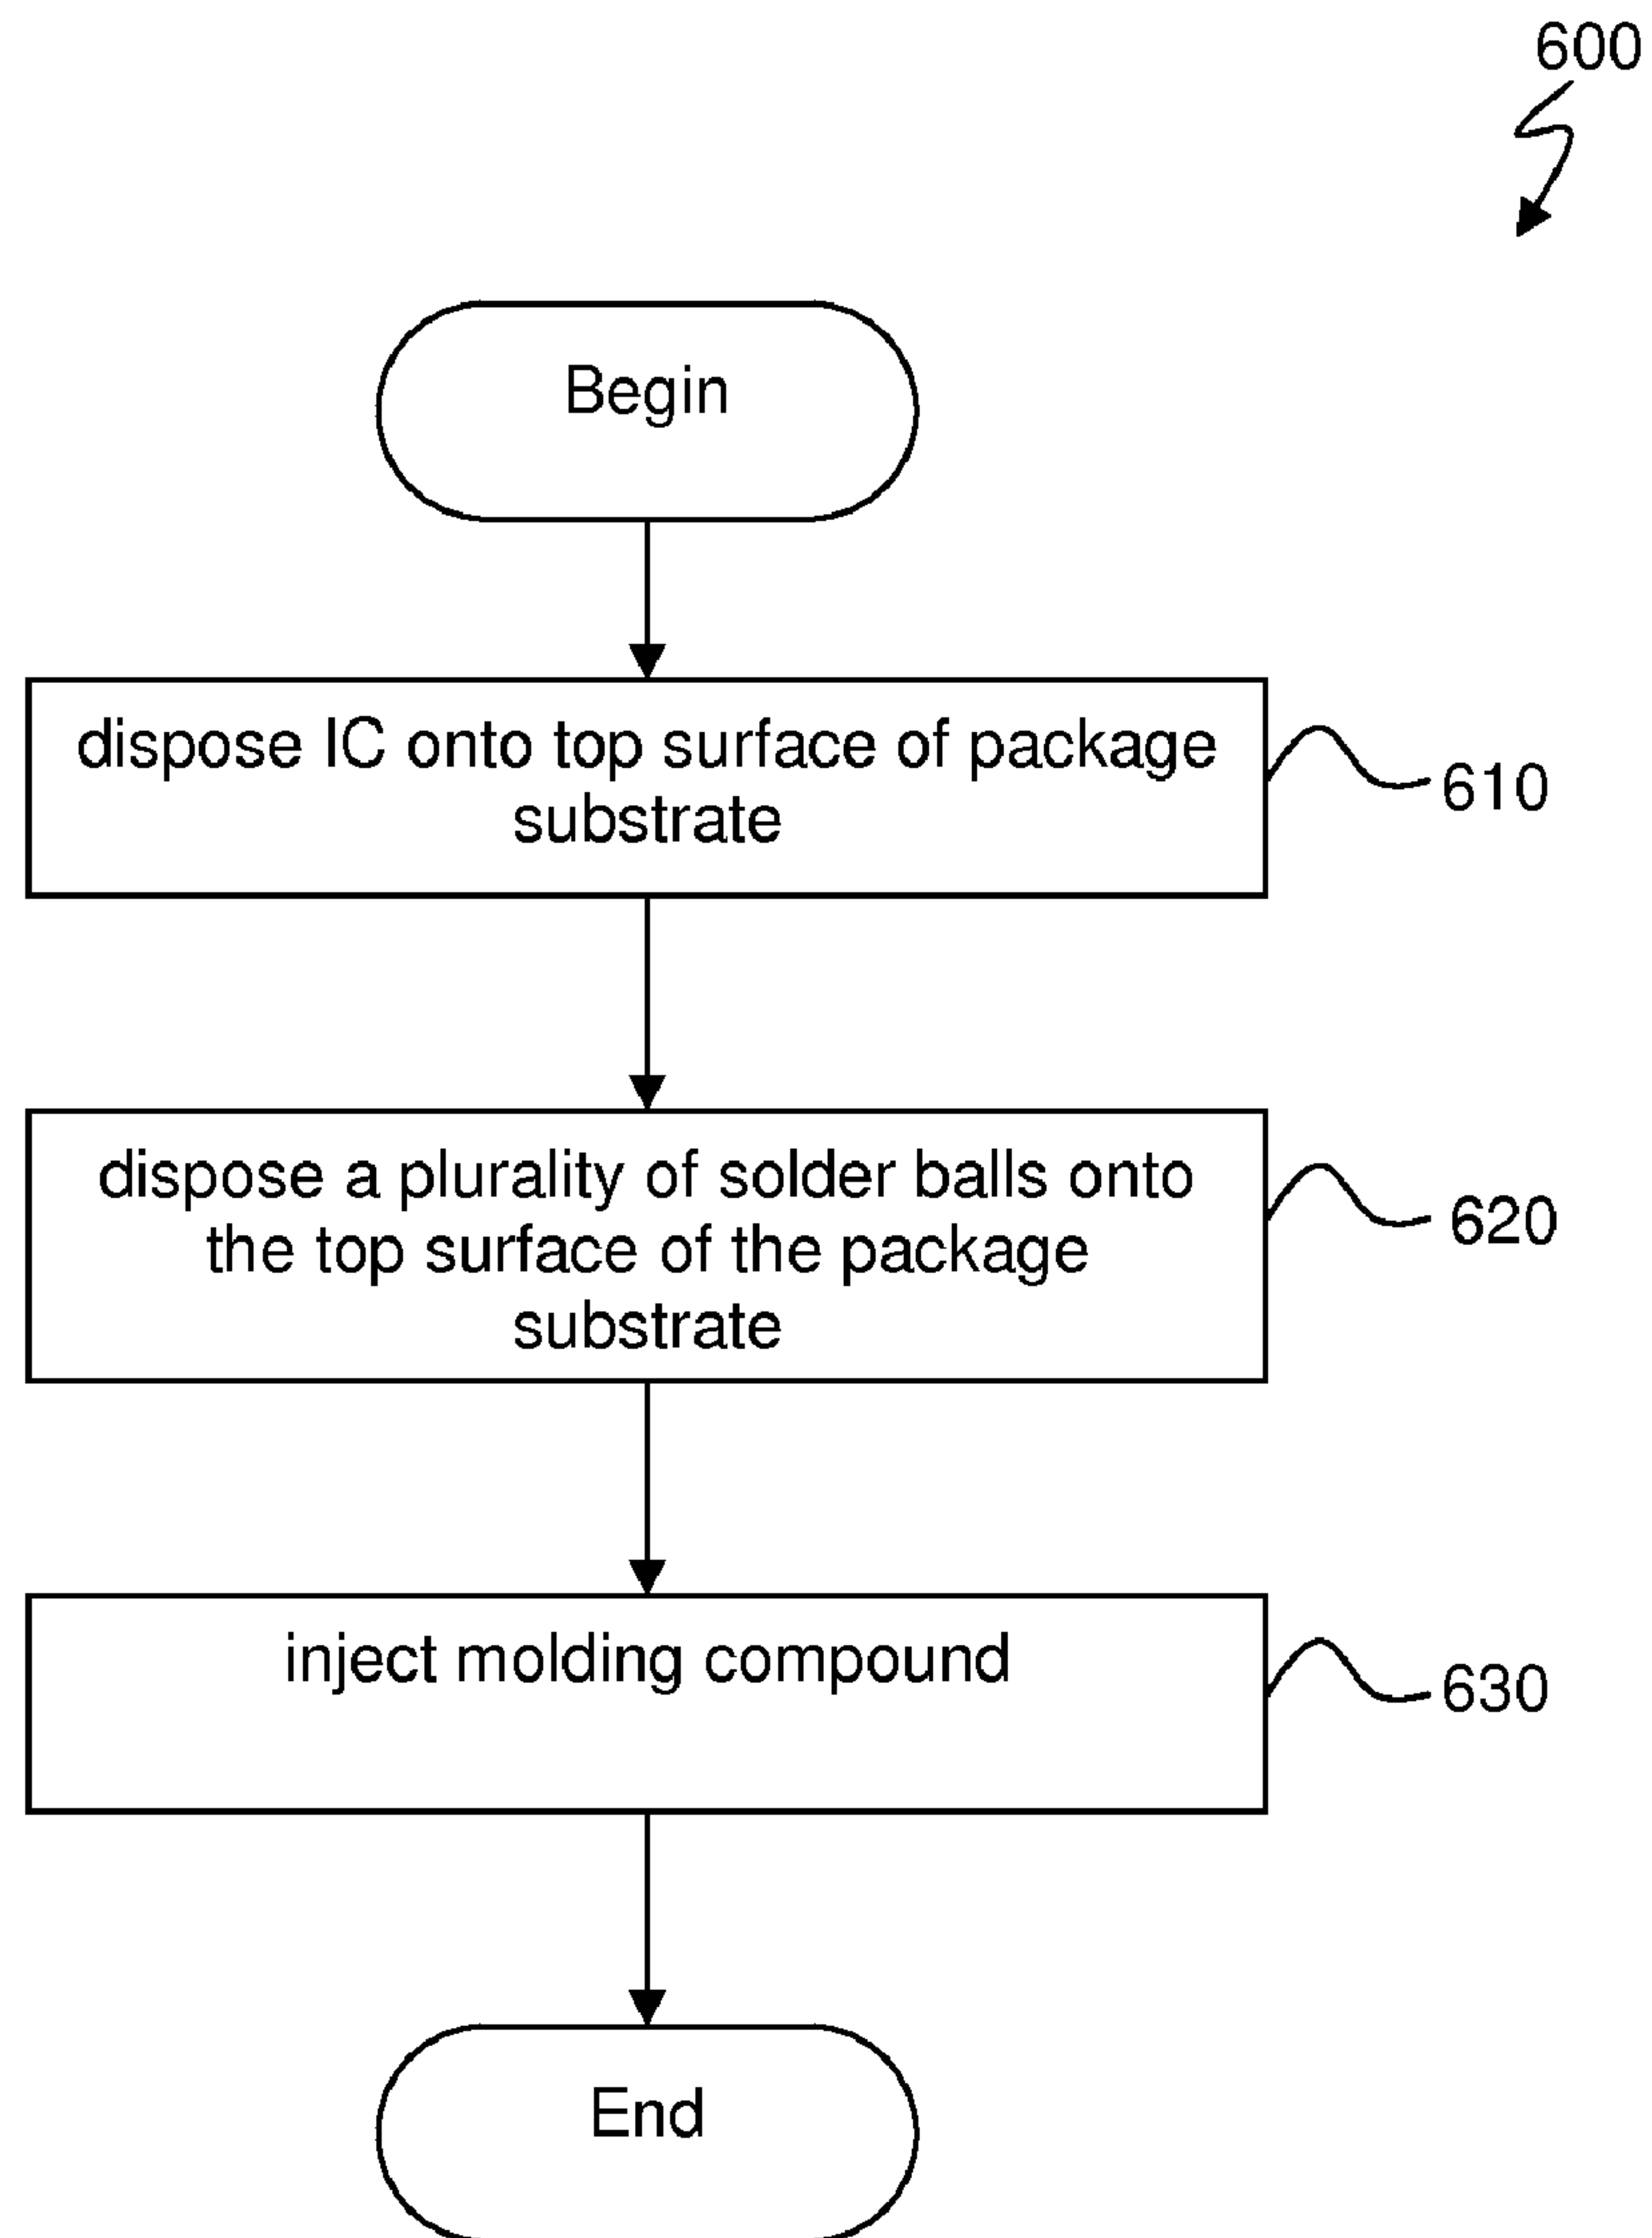 600
Begin
dispose IC onto top surface of package
substrate
610
dispose a plurality of solder balls onto
the top surface of the package
substrate
620
inject molding compound
630
End